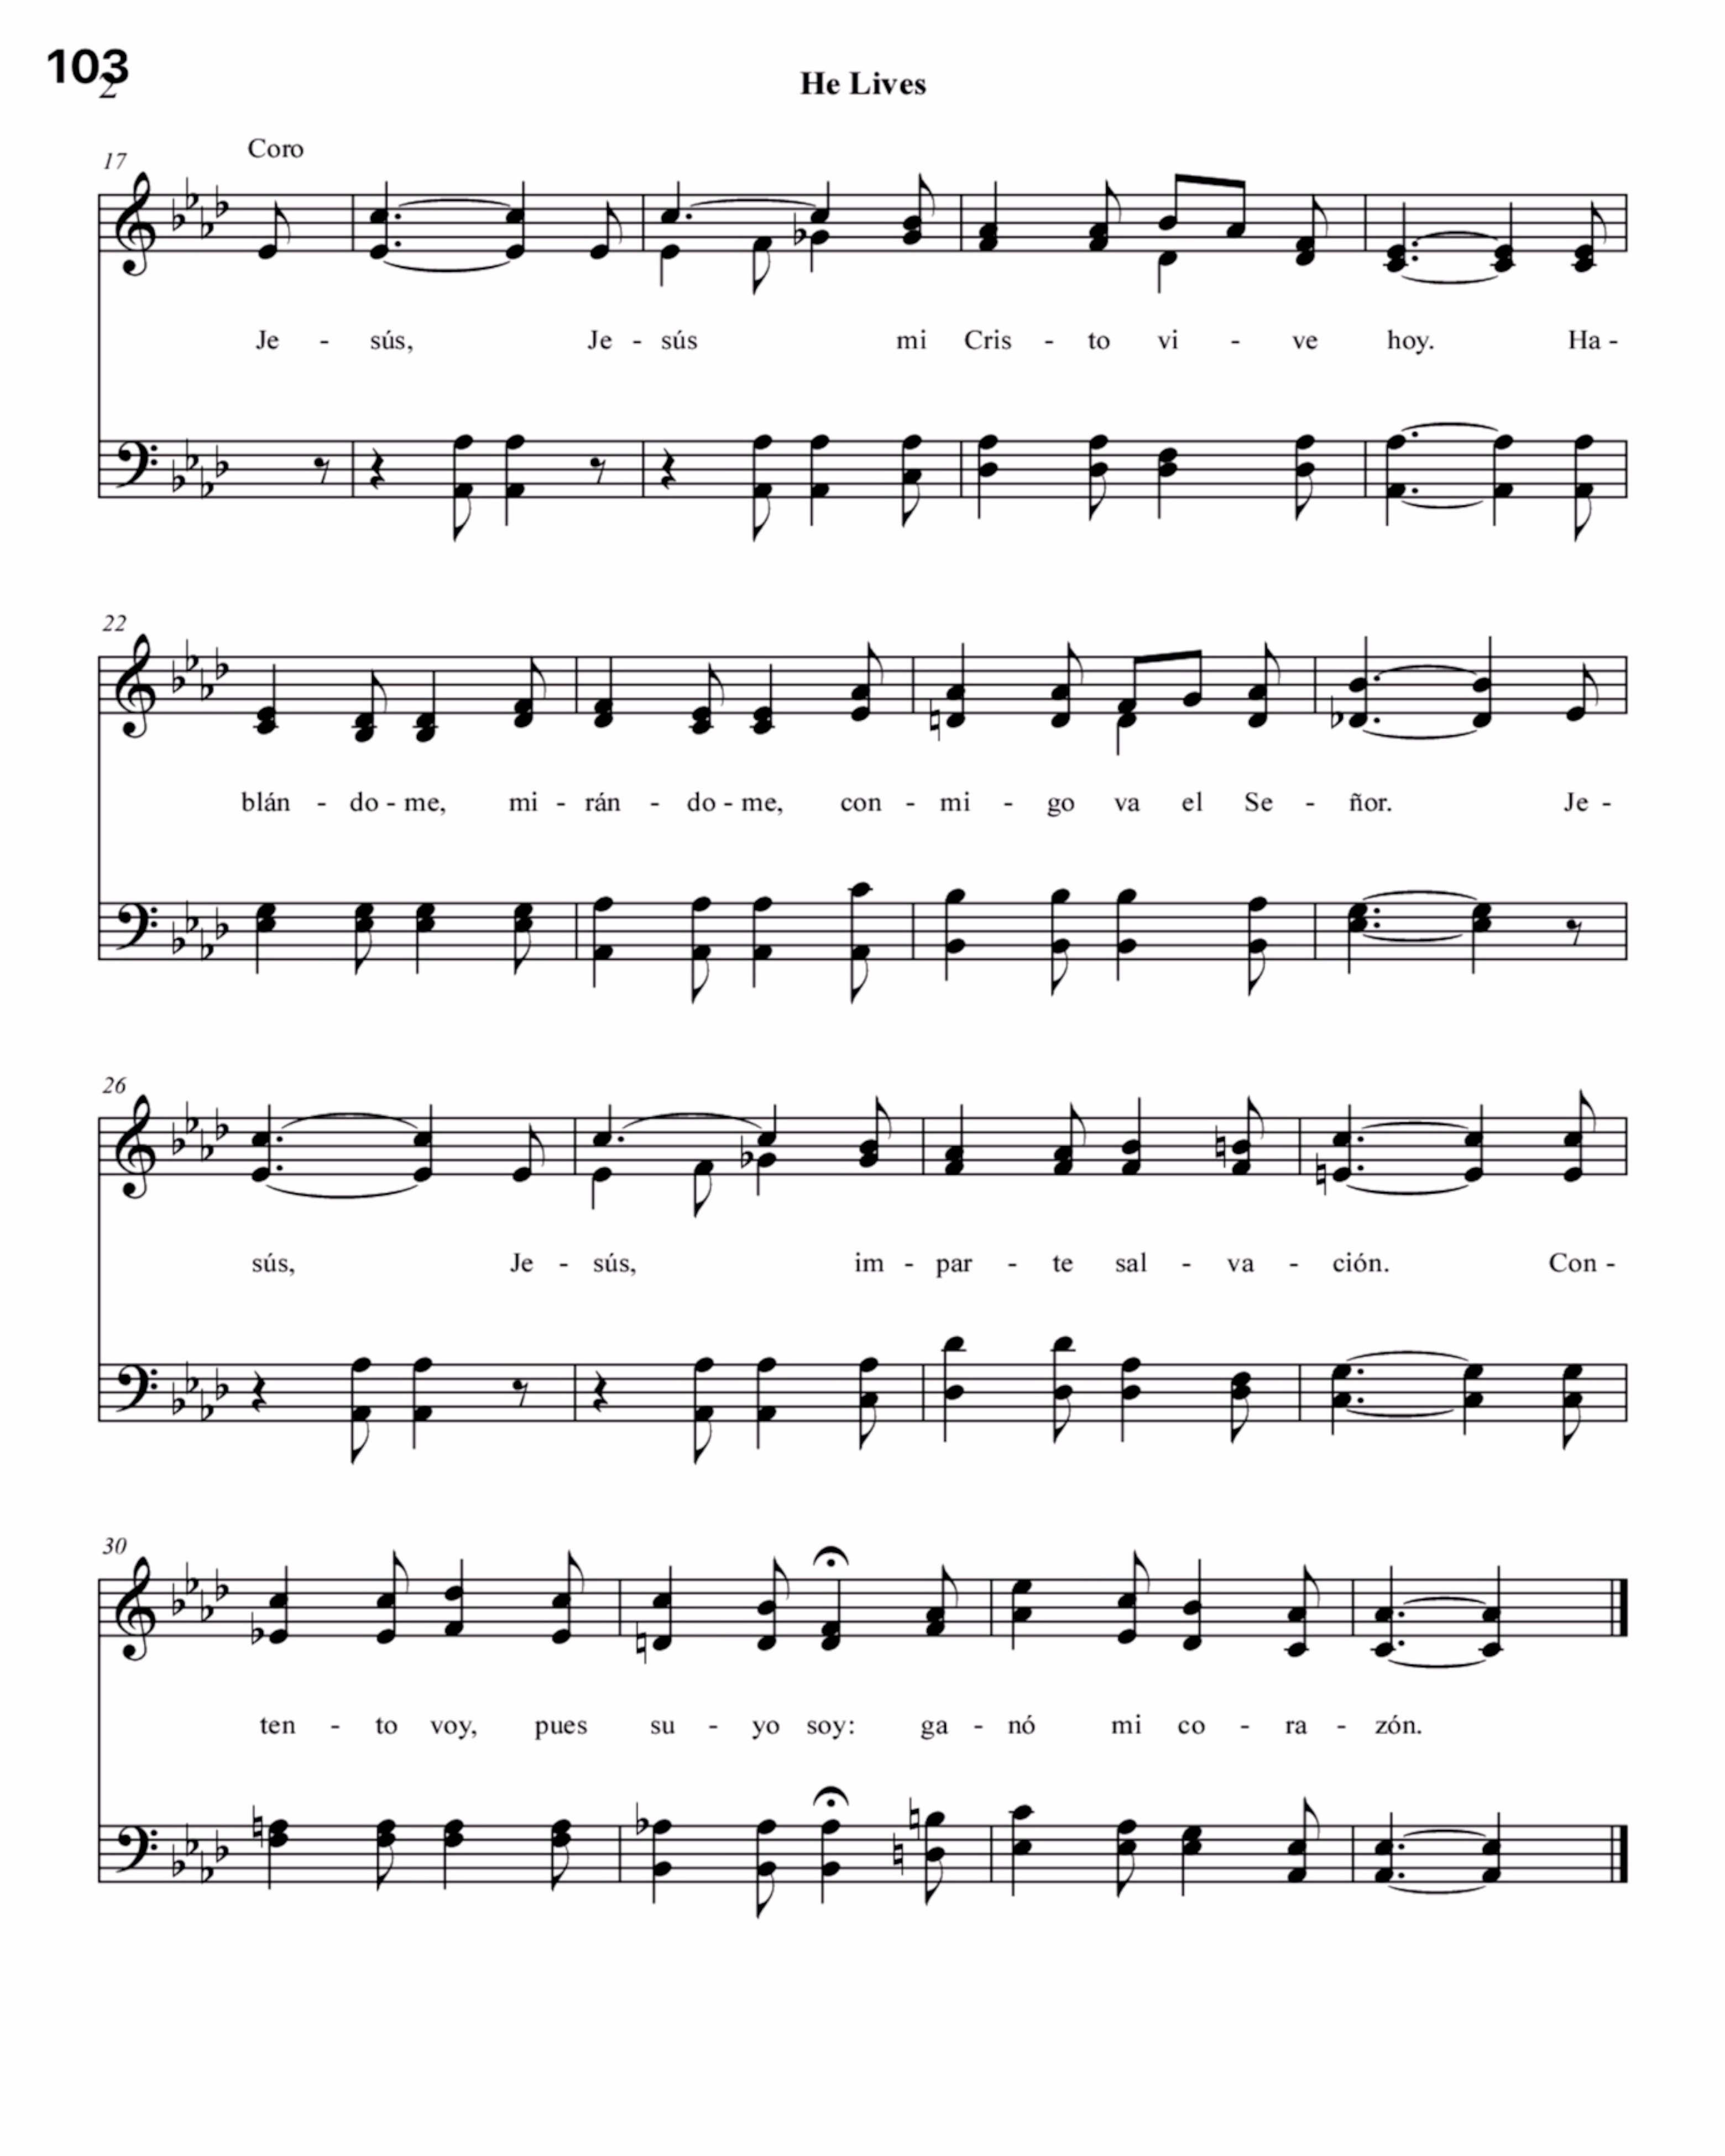 103
2
He Lives
17
Coro
Je - sús, Je - sús mi Cris - to vi - ve hoy. Ha -
22
blán - do - me, mi - rán - do - me, con - mi - go va el Se - ñor. Je -
26
sús, Je - sús, im - par - te sal - va - ción. Con -
30
ten - to voy, pues su - yo soy: ga - nó mi co - ra - zón.